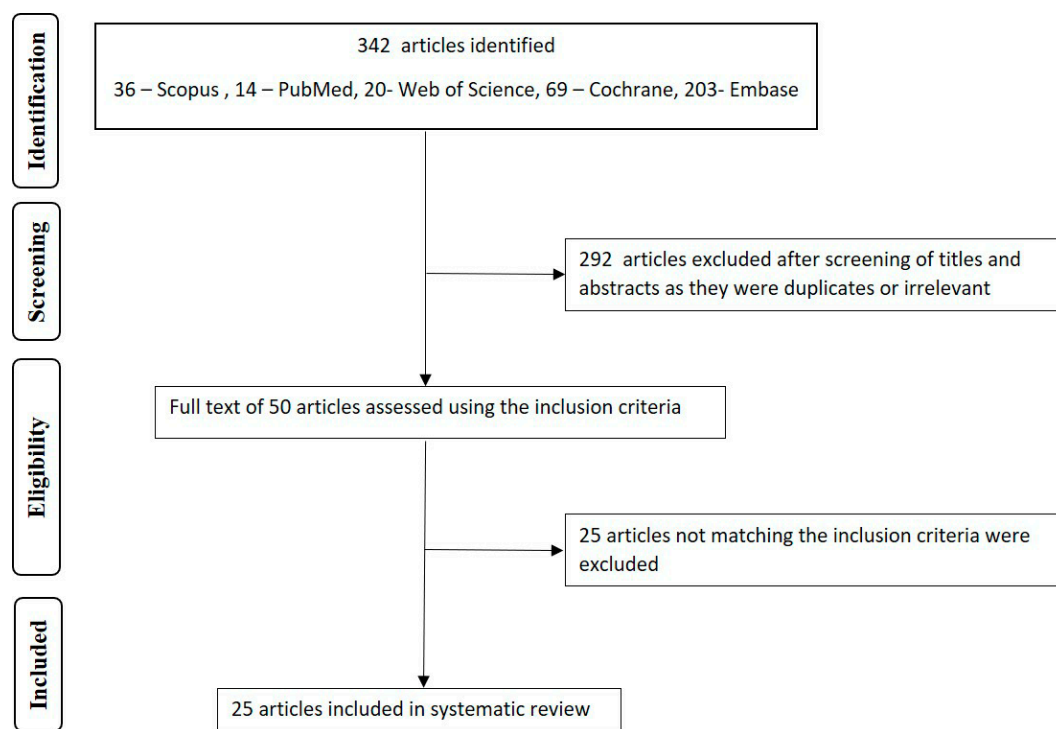 Identification
342 articles identified
36 – Scopus , 14 – PubMed, 20- Web of Science, 69 – Cochrane, 203- Embase
Screening
292 articles excluded after screening of titles and
abstracts as they were duplicates or irrelevant
Eligibility
Full text of 50 articles assessed using the inclusion criteria
25 articles not matching the inclusion criteria were
excluded
Included
25 articles included in systematic review